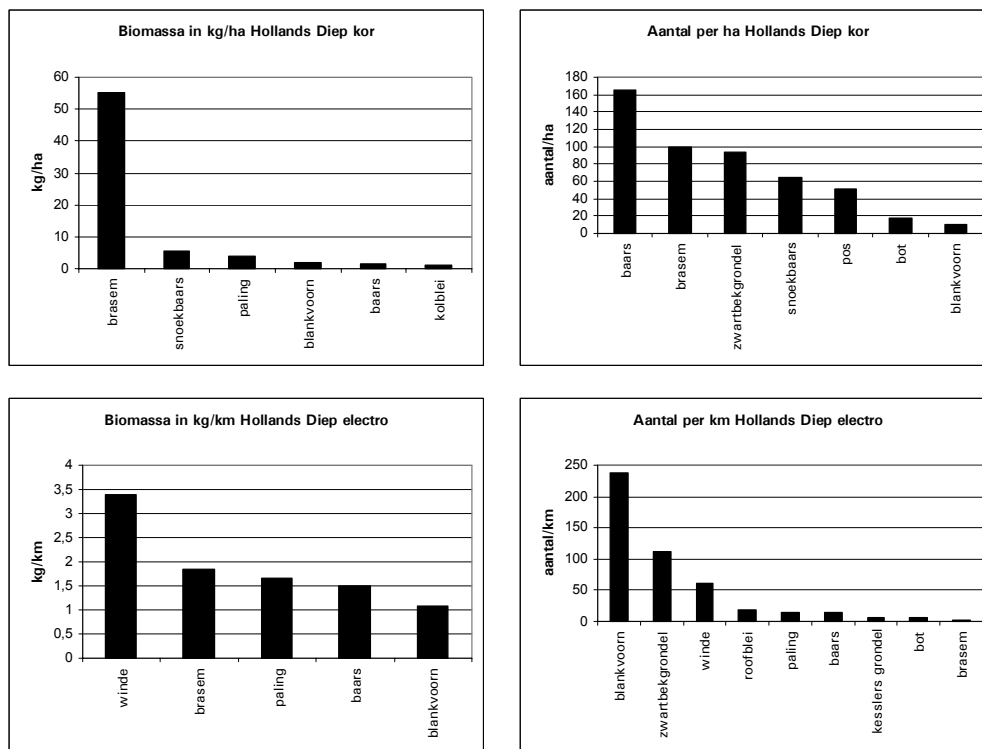 Biomassa in kg/ha Hollands Diep kor
kg/ha
60
50
40
30
20
10
0
brasem
snoekbaars
paling
blankvoorn
baars
kolblei
Aantal per ha Hollands Diep kor
aantal/ha
180
160
140
120
100
80
60
40
20
0
baars
brasem
zwartbekgrondel
snoekbaars
pos
bot
blankvoorn
Biomassa in kg/km Hollands Diep electro
kg/km
4
3,5
3
2,5
2
1,5
1
0,5
0
winde
brasem
paling
baars
blankvoorn
Aantal per km Hollands Diep electro
aantal/km
250
200
150
100
50
0
blankvoorn
zwartbekgrondel
winde
roofblei
paling
baars
kesslers grondel
bot
brasem